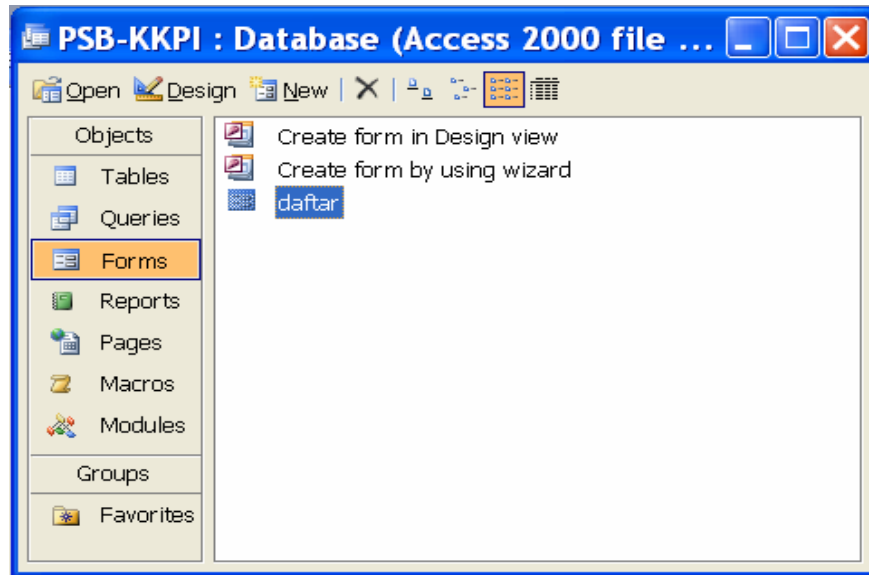 PSB-KKPI : Database (Access 2000 file ...
Open Design New
Objects
Tables
Queries
Forms
Reports
Pages
Macros
Modules
Groups
Favorites
Create form in Design view
Create form by using wizard
daftar